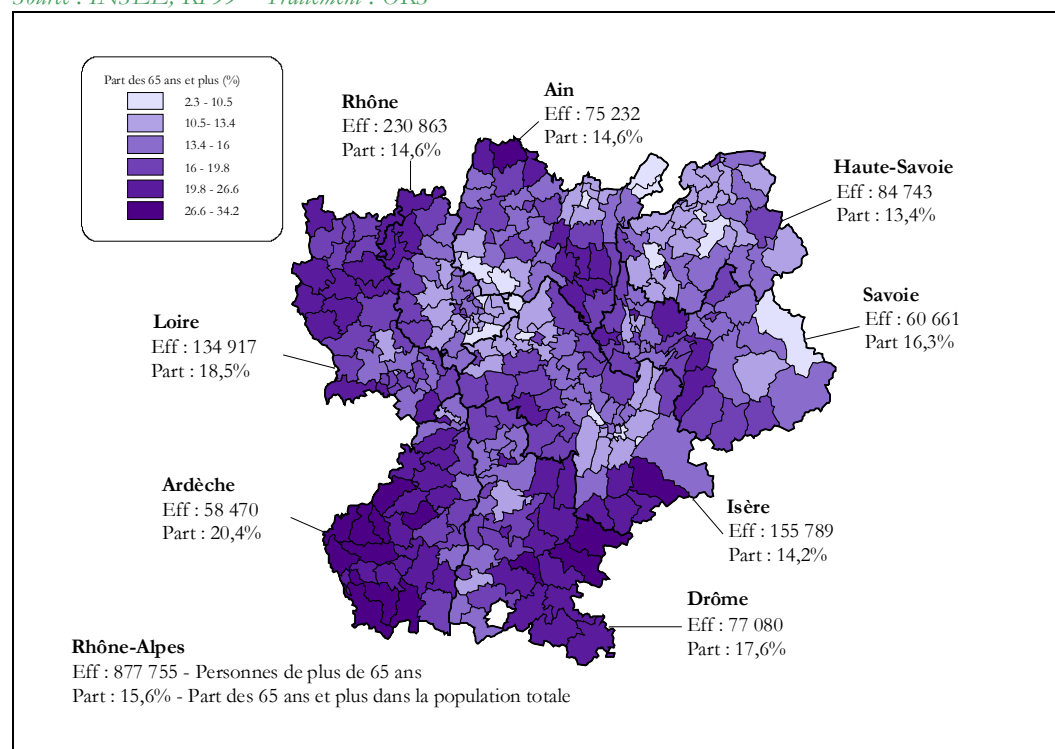 Source : INSEE, RP99 - Traitement : ORS
Part des 65 ans et plus (%)
2.3 - 10.5
10.5- 13.4
13.4 - 16
16 - 19.8
19.8 - 26.6
26.6 - 34.2
Rhône
Eff : 230 863
Part : 14,6%
Ain
Eff : 75 232
Part : 14,6%
Haute-Savoie
Eff : 84 743
Part : 13,4%
Savoie
Eff : 60 661
Part 16,3%
Loire
Eff : 134 917
Part : 18,5%
Ardèche
Eff : 58 470
Part : 20,4%
Isère
Eff : 155 789
Part : 14,2%
Drôme
Eff : 77 080
Part : 17,6%
Rhône-Alpes
Eff : 877 755 - Personnes de plus de 65 ans
Part : 15,6% - Part des 65 ans et plus dans la population totale